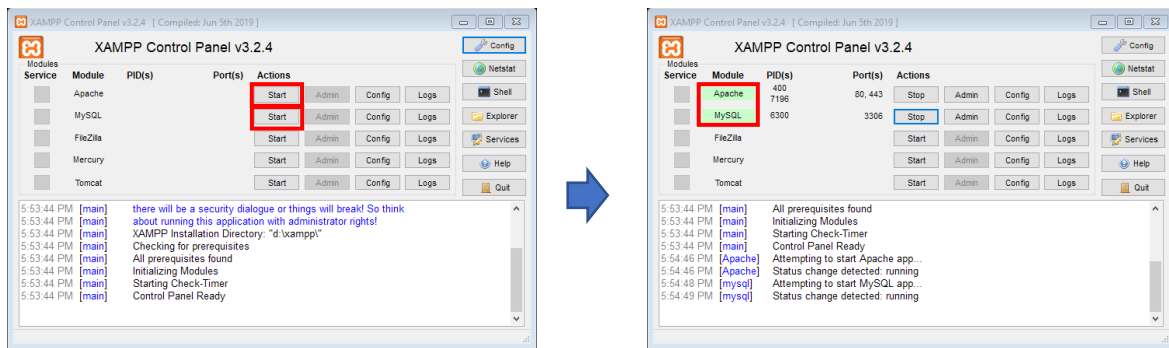 XAMPP Control Panel v3.2.4 [ Compiled: Jun 5th 2019 ]
XAMPP Control Panel v3.2.4
Config
Modules
Service Module PID(s) Port(s) Actions
Netstat
Apache Start Admin Config Logs
Shell
MySQL Start Admin Config Logs
Explorer
FileZilla Start Admin Config Logs
Services
Mercury Start Admin Config Logs
Help
Tomcat Start Admin Config Logs
Quit
5:53:44 PM [main] there will be a security dialogue or things will break! So think
5:53:44 PM [main] about running this application with administrator rights!
5:53:44 PM [main] XAMPP Installation Directory: "d:\xampp\"
5:53:44 PM [main] Checking for prerequisites
5:53:44 PM [main] All prerequisites found
5:53:44 PM [main] Initializing Modules
5:53:44 PM [main] Starting Check-Timer
5:53:44 PM [main] Control Panel Ready
XAMPP Control Panel v3.2.4 [ Compiled: Jun 5th 2019 ]
XAMPP Control Panel v3.2.4
Config
Modules
Service Module PID(s) Port(s) Actions
Netstat
Apache 400 7196 80, 443 Stop Admin Config Logs
Shell
MySQL 6300 3306 Stop Admin Config Logs
Explorer
FileZilla Start Admin Config Logs
Services
Mercury Start Admin Config Logs
Help
Tomcat Start Admin Config Logs
Quit
5:53:44 PM [main] All prerequisites found
5:53:44 PM [main] Initializing Modules
5:53:44 PM [main] Starting Check-Timer
5:53:44 PM [main] Control Panel Ready
5:54:46 PM [Apache] Attempting to start Apache app...
5:54:46 PM [Apache] Status change detected: running
5:54:48 PM [mysql] Attempting to start MySQL app...
5:54:49 PM [mysql] Status change detected: running